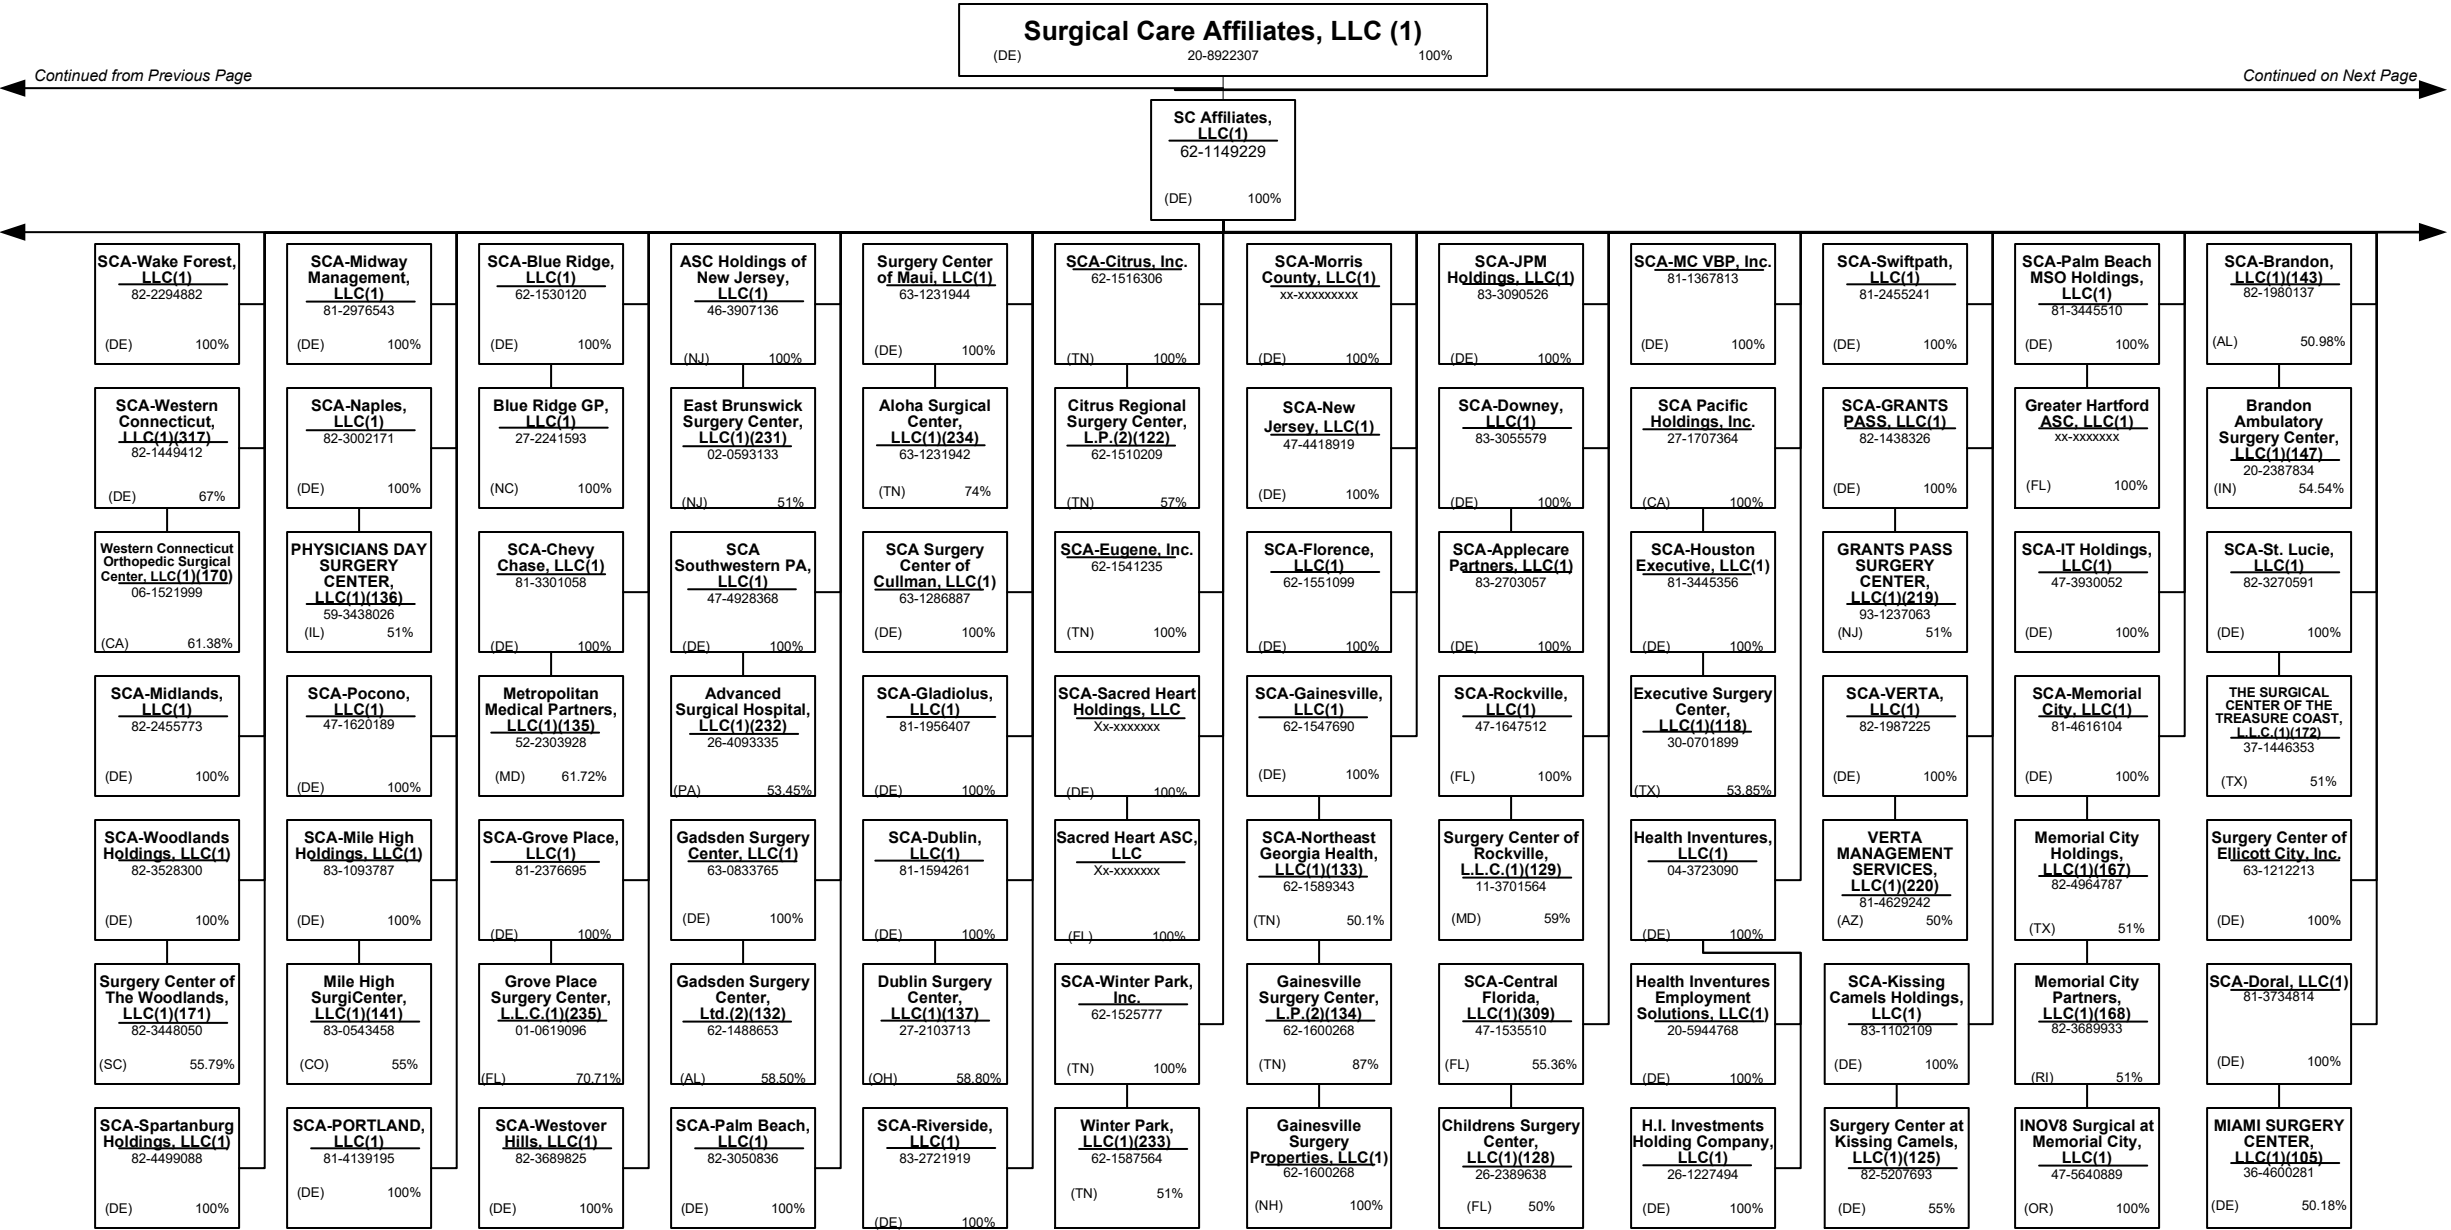 Surgical Care Affiliates, LLC (1)
(DE) 20-8922307 100%
Continued from Previous Page
Continued on Next Page
SC Affiliates,
LLC(1)
62-1149229
(DE) 100%
SCA-Wake Forest,
LLC(1)
82-2294882
(DE) 100%
SCA-Midway
Management,
LLC(1)
81-2976543
(DE) 100%
SCA-Blue Ridge,
LLC(1)
62-1530120
(DE) 100%
ASC Holdings of
New Jersey,
LLC(1)
46-3907136
(NJ) 100%
Surgery Center
of Maui, LLC(1)
63-1231944
(DE) 100%
SCA-Citrus, Inc.
62-1516306
(TN) 100%
SCA-Morris
County, LLC(1)
xx-xxxxxxxxx
(DE) 100%
SCA-JPM
Holdings, LLC(1)
83-3090526
(DE) 100%
SCA-MC VBP, Inc.
81-1367813
(DE) 100%
SCA-Swiftpath,
LLC(1)
81-2455241
(DE) 100%
SCA-Palm Beach
MSO Holdings,
LLC(1)
81-3445510
(DE) 100%
SCA-Brandon,
LLC(1)(143)
82-1980137
(AL) 50.98%
SCA-Western
Connecticut,
LLC(1)(317)
82-1449412
(DE) 67%
SCA-Naples,
LLC(1)
82-3002171
(DE) 100%
Blue Ridge GP,
LLC(1)
27-2241593
(NC) 100%
East Brunswick
Surgery Center,
LLC(1)(231)
02-0593133
(NJ) 51%
Aloha Surgical
Center,
LLC(1)(234)
63-1231942
(TN) 74%
Citrus Regional
Surgery Center,
L.P.(2)(122)
62-1510209
(TN) 57%
SCA-New
Jersey, LLC(1)
47-4418919
(DE) 100%
SCA-Downey,
LLC(1)
83-3055579
(DE) 100%
SCA Pacific
Holdings, Inc.
27-1707364
(CA) 100%
SCA-GRANTS
PASS, LLC(1)
82-1438326
(DE) 100%
Greater Hartford
ASC, LLC(1)
xx-xxxxxxx
(FL) 100%
Brandon
Ambulatory
Surgery Center,
LLC(1)(147)
20-2387834
(IN) 54.54%
Western Connecticut
Orthopedic Surgical
Center, LLC(1)(170)
06-1521999
(CA) 61.38%
PHYSICIANS DAY
SURGERY
CENTER,
LLC(1)(136)
59-3438026
(IL) 51%
SCA-Chevy
Chase, LLC(1)
81-3301058
(DE) 100%
SCA
Southwestern PA,
LLC(1)
47-4928368
(DE) 100%
SCA Surgery
Center of
Cullman, LLC(1)
63-1286887
(DE) 100%
SCA-Eugene, Inc.
62-1541235
(TN) 100%
SCA-Florence,
LLC(1)
62-1551099
(DE) 100%
SCA-Applecare
Partners, LLC(1)
83-2703057
(DE) 100%
SCA-Houston
Executive, LLC(1)
81-3445356
(DE) 100%
GRANTS PASS
SURGERY
CENTER,
LLC(1)(219)
93-1237063
(NJ) 51%
SCA-IT Holdings,
LLC(1)
47-3930052
(DE) 100%
SCA-St. Lucie,
LLC(1)
82-3270591
(DE) 100%
SCA-Midlands,
LLC(1)
82-2455773
(DE) 100%
SCA-Pocono,
LLC(1)
47-1620189
(DE) 100%
Metropolitan
Medical Partners,
LLC(1)(135)
52-2303928
(MD) 61.72%
Advanced
Surgical Hospital,
LLC(1)(232)
26-4093335
(PA) 53.45%
SCA-Gladiolus,
LLC(1)
81-1956407
(DE) 100%
SCA-Sacred Heart
Holdings, LLC
Xx-xxxxxxx
(DE) 100%
SCA-Gainesville,
LLC(1)
62-1547690
(DE) 100%
SCA-Rockville,
LLC(1)
47-1647512
(FL) 100%
Executive Surgery
Center,
LLC(1)(118)
30-0701899
(TX) 53.85%
SCA-VERTA,
LLC(1)
82-1987225
(DE) 100%
SCA-Memorial
City, LLC(1)
81-4616104
(DE) 100%
THE SURGICAL
CENTER OF THE
TREASURE COAST,
L.L.C.(1)(172)
37-1446353
(TX) 51%
SCA-Woodlands
Holdings, LLC(1)
82-3528300
(DE) 100%
SCA-Mile High
Holdings, LLC(1)
83-1093787
(DE) 100%
SCA-Grove Place,
LLC(1)
81-2376695
(DE) 100%
Gadsden Surgery
Center, LLC(1)
63-0833765
(DE) 100%
SCA-Dublin,
LLC(1)
81-1594261
(DE) 100%
Sacred Heart ASC,
LLC
Xx-xxxxxxx
(FL) 100%
SCA-Northeast
Georgia Health,
LLC(1)(133)
62-1589343
(TN) 50.1%
Surgery Center of
Rockville,
L.L.C.(1)(129)
11-3701564
(MD) 59%
Health Inventures,
LLC(1)
04-3723090
(DE) 100%
VERTA
MANAGEMENT
SERVICES,
LLC(1)(220)
81-4629242
(AZ) 50%
Memorial City
Holdings,
LLC(1)(167)
82-4964787
(TX) 51%
Surgery Center of
Ellicott City, Inc.
63-1212213
(DE) 100%
Surgery Center of
The Woodlands,
LLC(1)(171)
82-3448050
(SC) 55.79%
Mile High
SurgiCenter,
LLC(1)(141)
83-0543458
(CO) 55%
Grove Place
Surgery Center,
L.L.C.(1)(235)
01-0619096
(FL) 70.71%
Gadsden Surgery
Center,
Ltd.(2)(132)
62-1488653
(AL) 58.50%
Dublin Surgery
Center,
LLC(1)(137)
27-2103713
(OH) 58.80%
SCA-Winter Park,
Inc.
62-1525777
(TN) 100%
Gainesville
Surgery Center,
L.P.(2)(134)
62-1600268
(TN) 87%
SCA-Central
Florida,
LLC(1)(309)
47-1535510
(FL) 55.36%
Health Inventures
Employment
Solutions, LLC(1)
20-5944768
(DE) 100%
SCA-Kissing
Camels Holdings,
LLC(1)
83-1102109
(DE) 100%
Memorial City
Partners,
LLC(1)(168)
82-3689933
(RI) 51%
SCA-Doral, LLC(1)
81-3734814
(DE) 100%
SCA-Spartanburg
Holdings, LLC(1)
82-4499088
(DE) 100%
SCA-PORTLAND,
LLC(1)
81-4139195
(DE) 100%
SCA-Westover
Hills, LLC(1)
82-3689825
(DE) 100%
SCA-Palm Beach,
LLC(1)
82-3050836
(DE) 100%
SCA-Riverside,
LLC(1)
83-2721919
(DE) 100%
Winter Park,
LLC(1)(233)
62-1587564
(TN) 51%
Gainesville
Surgery
Properties, LLC(1)
62-1600268
(NH) 100%
Childrens Surgery
Center,
LLC(1)(128)
26-2389638
(FL) 50%
H.I. Investments
Holding Company,
LLC(1)
26-1227494
(DE) 100%
Surgery Center at
Kissing Camels,
LLC(1)(125)
82-5207693
(DE) 55%
INOV8 Surgical at
Memorial City,
LLC(1)
47-5640889
(OR) 100%
MIAMI SURGERY
CENTER,
LLC(1)(105)
36-4600281
(DE) 50.18%